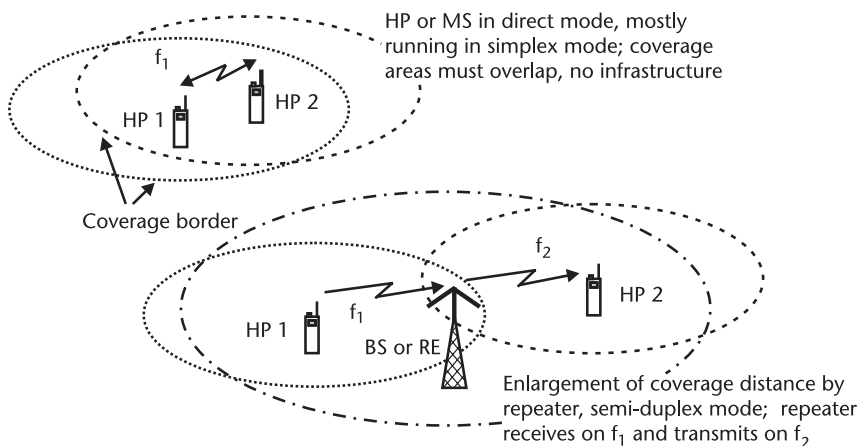 HP or MS in direct mode, mostly
running in simplex mode; coverage
areas must overlap, no infrastructure
f₁
HP 1
HP 2
Coverage border
f₂
f₁
HP 1
HP 2
BS or RE
Enlargement of coverage distance by
repeater, semi-duplex mode; repeater
receives on f₁ and transmits on f₂